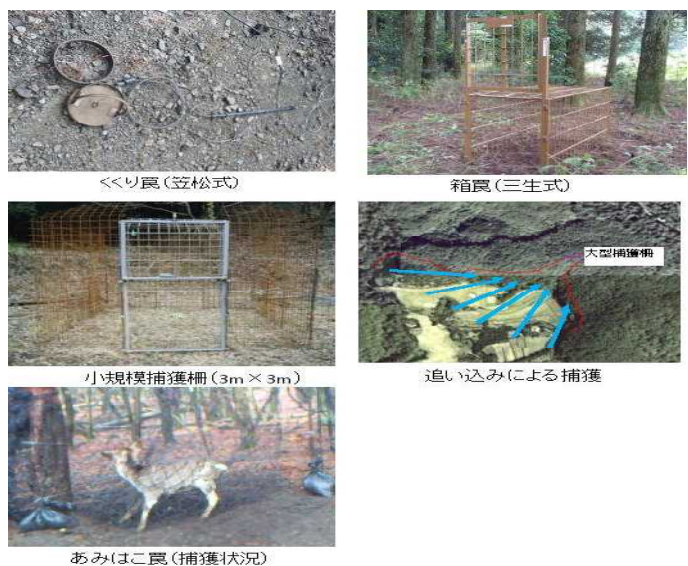 くくり罠(笠松式)
箱罠(三生式)
大型捕獲柵
小規模捕獲柵(3m×3m)
追い込みによる捕獲
あみはこ罠(捕獲状況)